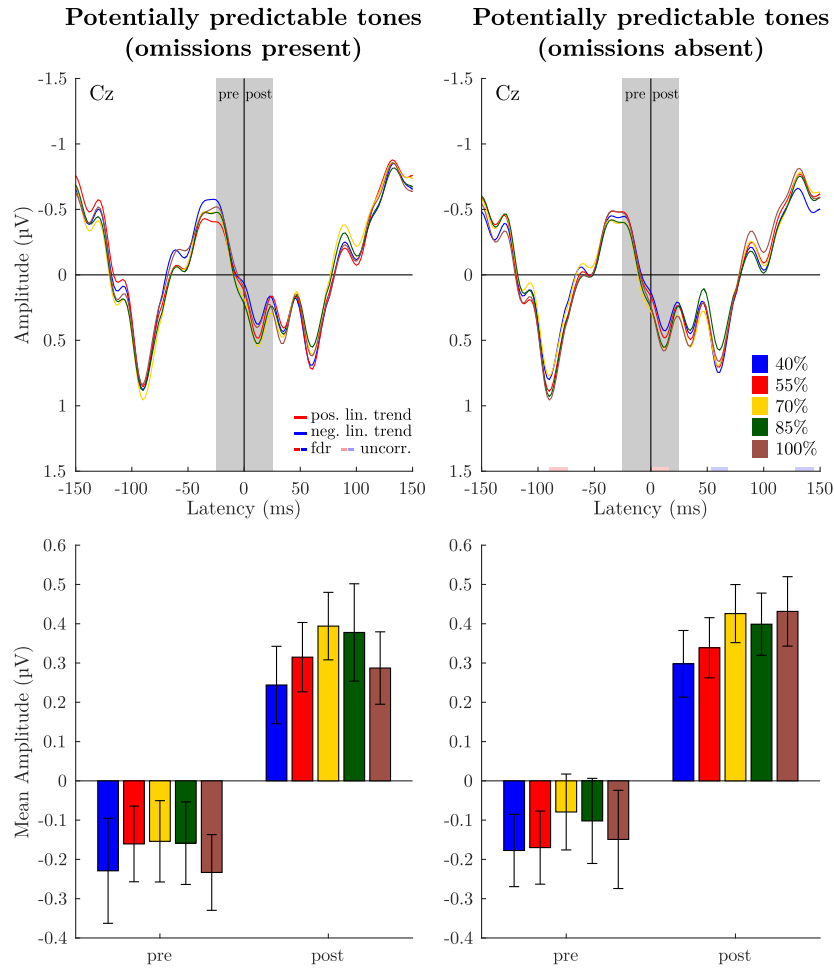 Potentially predictable tones
(omissions present)
Potentially predictable tones
(omissions absent)
-1.5
-1
-0.5
0
0.5
1
1.5
Amplitude (µV)
Cz
pre
post
pos. lin. trend
neg. lin. trend
fdr
uncorr.
-150
-100
-50
0
50
100
150
Latency (ms)
-1.5
-1
-0.5
0
0.5
1
1.5
Cz
pre
post
40%
55%
70%
85%
100%
-150
-100
-50
0
50
100
150
Latency (ms)
0.6
0.5
0.4
0.3
0.2
0.1
0
-0.1
-0.2
-0.3
-0.4
Mean Amplitude (µV)
pre
post
0.6
0.5
0.4
0.3
0.2
0.1
0
-0.1
-0.2
-0.3
-0.4
pre
post